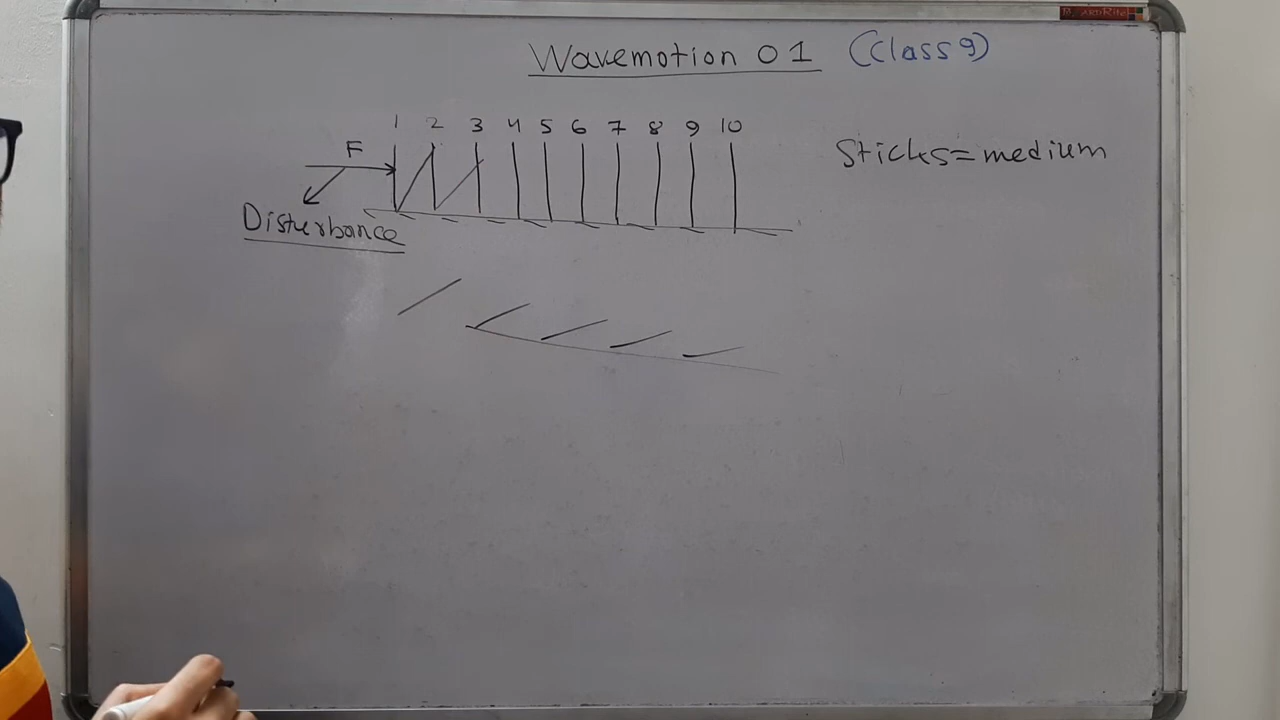 Wavemotion 01 (Class 9)
1 2 3 4 5 6 7 8 9 10
F
Sticks=medium
Disturbance